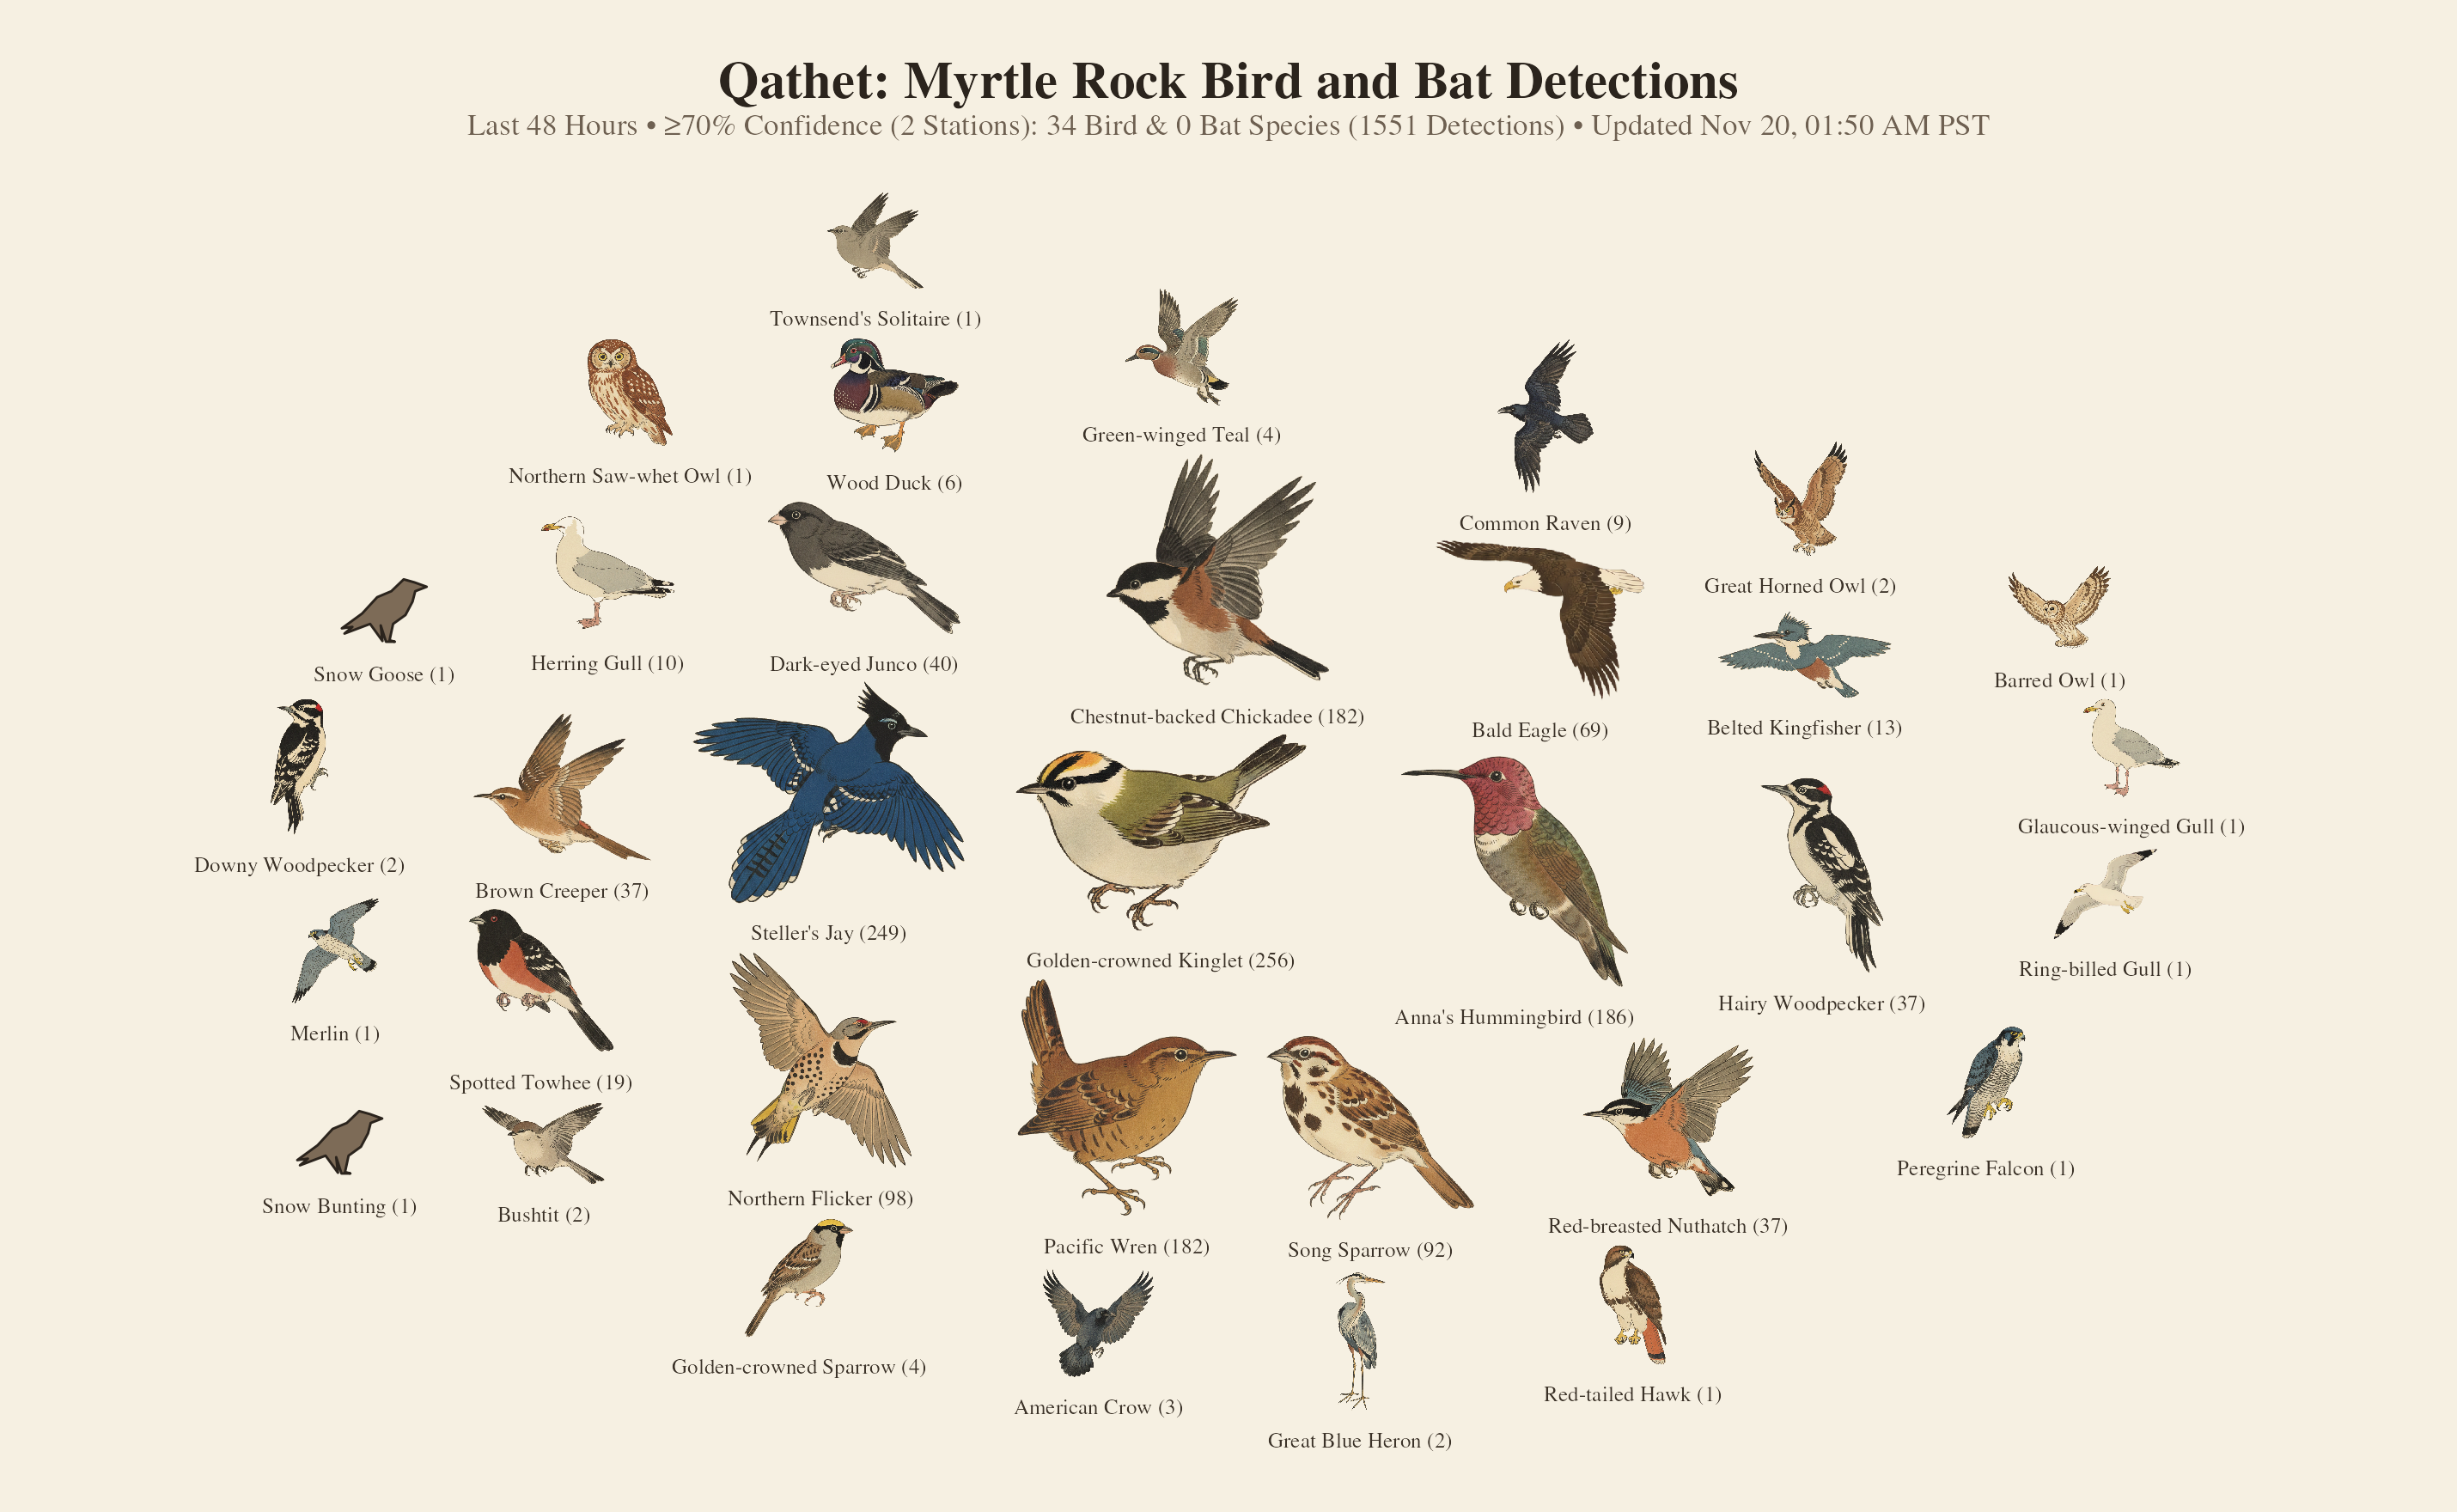 Qathet: Myrtle Rock Bird and Bat Detections
Last 48 Hours • ≥70% Confidence (2 Stations): 34 Bird & 0 Bat Species (1551 Detections) • Updated Nov 20, 01:50 AM PST
Townsend's Solitaire (1)
Green-winged Teal (4)
Northern Saw-whet Owl (1)
Wood Duck (6)
Common Raven (9)
Great Horned Owl (2)
Snow Goose (1)
Herring Gull (10)
Dark-eyed Junco (40)
Chestnut-backed Chickadee (182)
Bald Eagle (69)
Belted Kingfisher (13)
Barred Owl (1)
Downy Woodpecker (2)
Brown Creeper (37)
Steller's Jay (249)
Golden-crowned Kinglet (256)
Anna's Hummingbird (186)
Hairy Woodpecker (37)
Glaucous-winged Gull (1)
Ring-billed Gull (1)
Merlin (1)
Spotted Towhee (19)
Northern Flicker (98)
Pacific Wren (182)
Song Sparrow (92)
Red-breasted Nuthatch (37)
Peregrine Falcon (1)
Snow Bunting (1)
Bushtit (2)
Golden-crowned Sparrow (4)
American Crow (3)
Great Blue Heron (2)
Red-tailed Hawk (1)